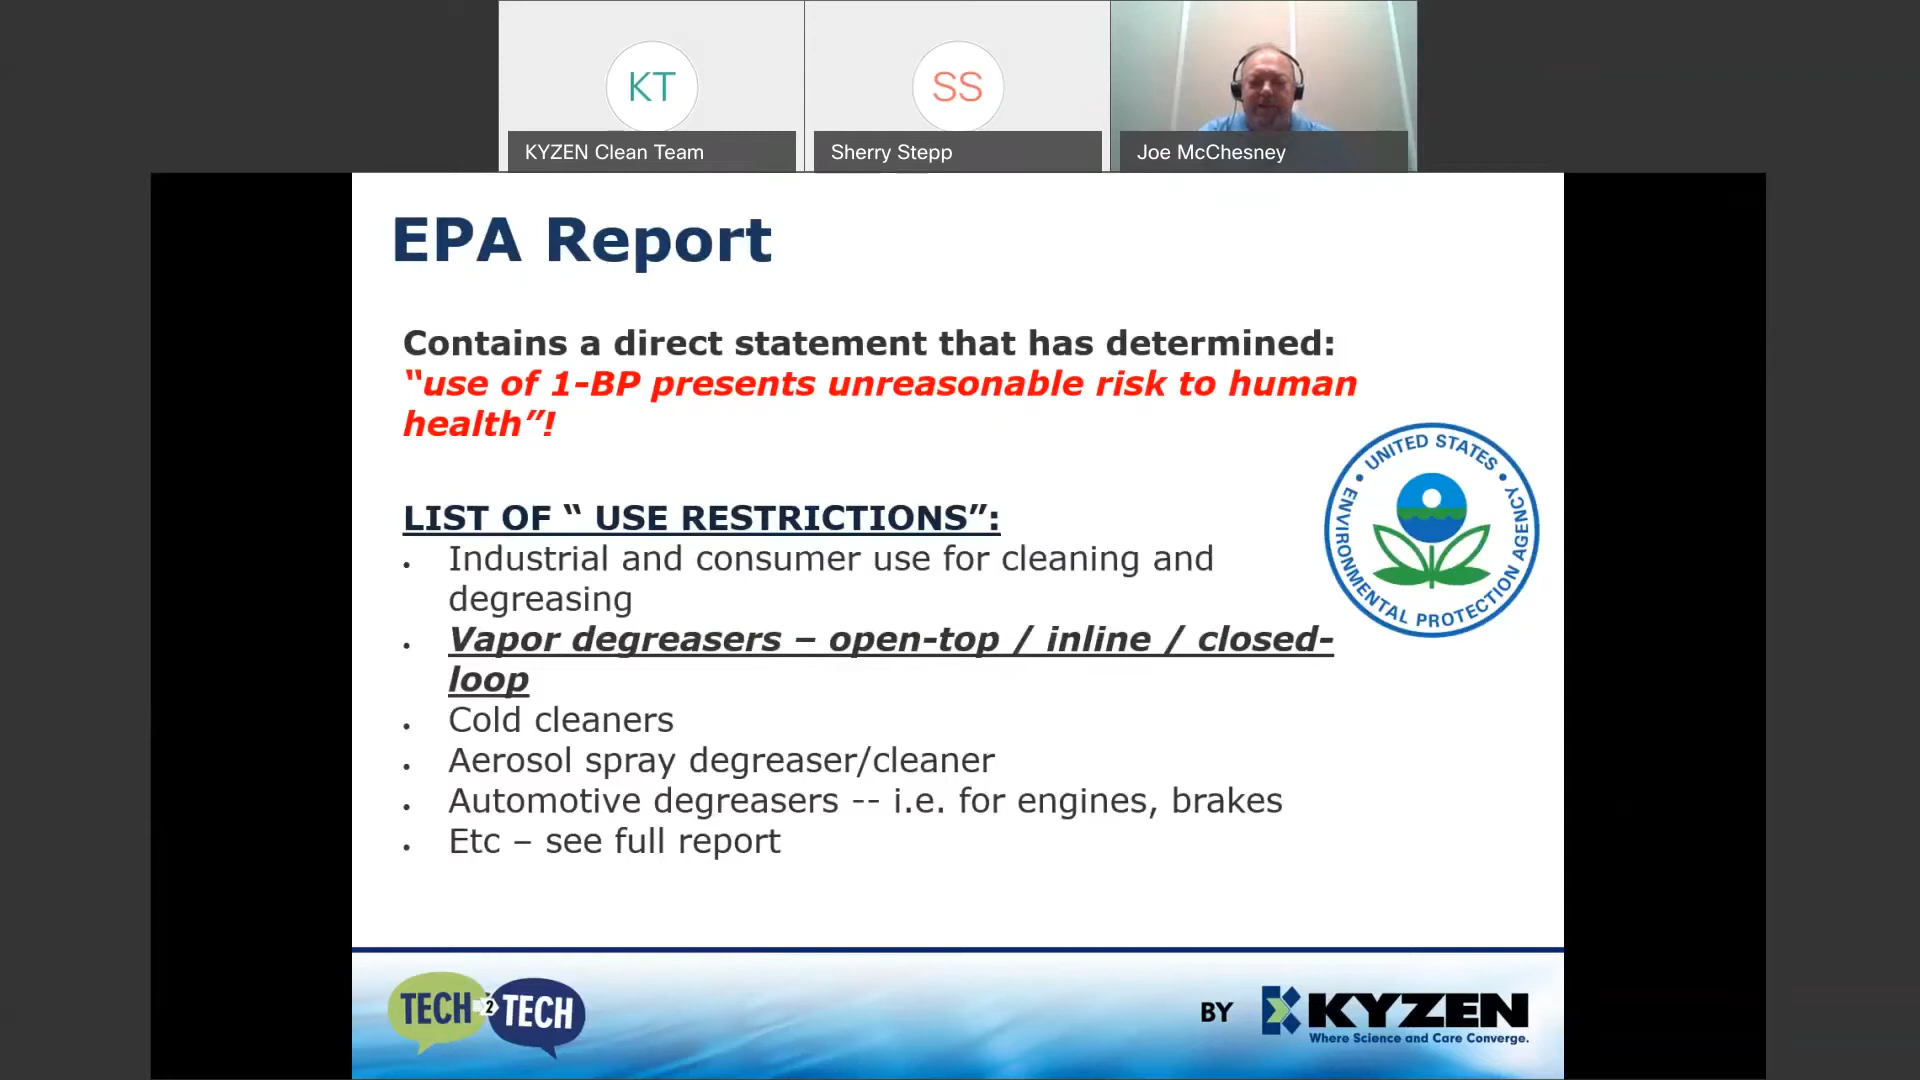 KT
KYZEN Clean Team
SS
Sherry Stepp
Joe McChesney
EPA Report
Contains a direct statement that has determined:
“use of 1-BP presents unreasonable risk to human
health”!
LIST OF “ USE RESTRICTIONS”:
• Industrial and consumer use for cleaning and
degreasing
• Vapor degreasers – open-top / inline / closed-
loop
• Cold cleaners
• Aerosol spray degreaser/cleaner
• Automotive degreasers -- i.e. for engines, brakes
• Etc – see full report
• UNITED STATES •
ENVIRONMENTAL PROTECTION AGENCY
TECH 2 TECH
BY KYZEN
Where Science and Care Converge.